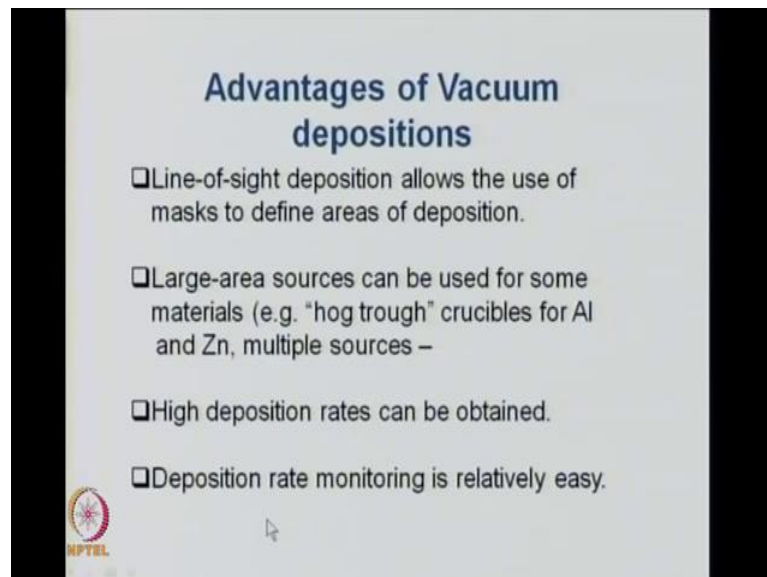 Advantages of Vacuum
depositions
❑Line-of-sight deposition allows the use of
masks to define areas of deposition.
❑Large-area sources can be used for some
materials (e.g. “hog trough” crucibles for Al
and Zn, multiple sources –
❑High deposition rates can be obtained.
❑Deposition rate monitoring is relatively easy.
NPTEL